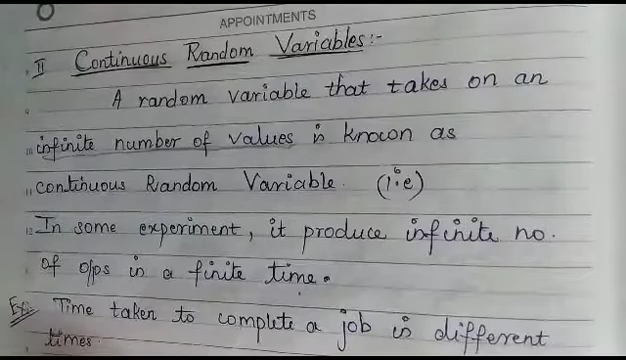 APPOINTMENTS
II Continuous Random Variables:-
A random variable that takes on an
infinite number of values is known as
continuous Random Variable. (i.e)
In some experiment, it produce infinite no.
of o/ps in a finite time.
Ex: Time taken to complete a job is different
times.